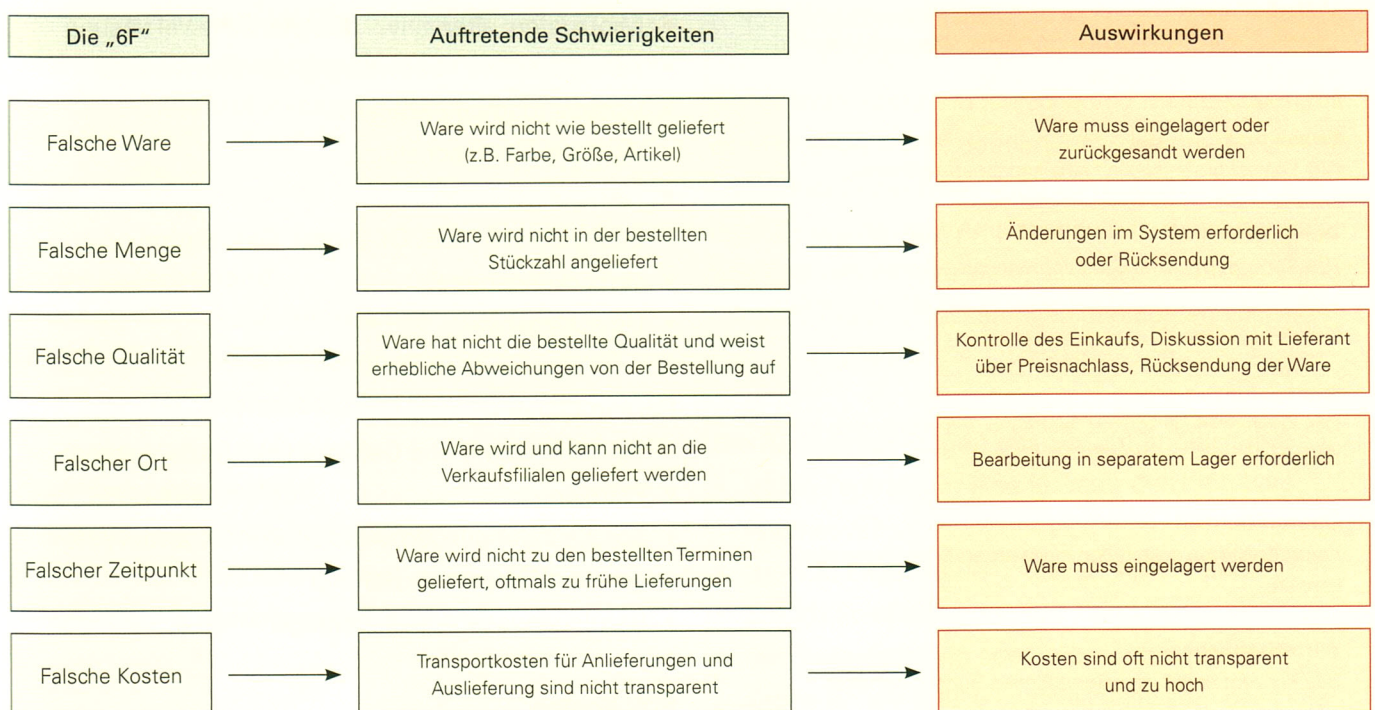 Die „6F“
Auftretende Schwierigkeiten
Auswirkungen
Falsche Ware
Ware wird nicht wie bestellt geliefert
(z.B. Farbe, Größe, Artikel)
Ware muss eingelagert oder
zurückgesandt werden
Falsche Menge
Ware wird nicht in der bestellten
Stückzahl angeliefert
Änderungen im System erforderlich
oder Rücksendung
Falsche Qualität
Ware hat nicht die bestellte Qualität und weist
erhebliche Abweichungen von der Bestellung auf
Kontrolle des Einkaufs, Diskussion mit Lieferant
über Preisnachlass, Rücksendung der Ware
Falscher Ort
Ware wird und kann nicht an die
Verkaufsfilialen geliefert werden
Bearbeitung in separatem Lager erforderlich
Falscher Zeitpunkt
Ware wird nicht zu den bestellten Terminen
geliefert, oftmals zu frühe Lieferungen
Ware muss eingelagert werden
Falsche Kosten
Transportkosten für Anlieferungen und
Auslieferung sind nicht transparent
Kosten sind oft nicht transparent
und zu hoch